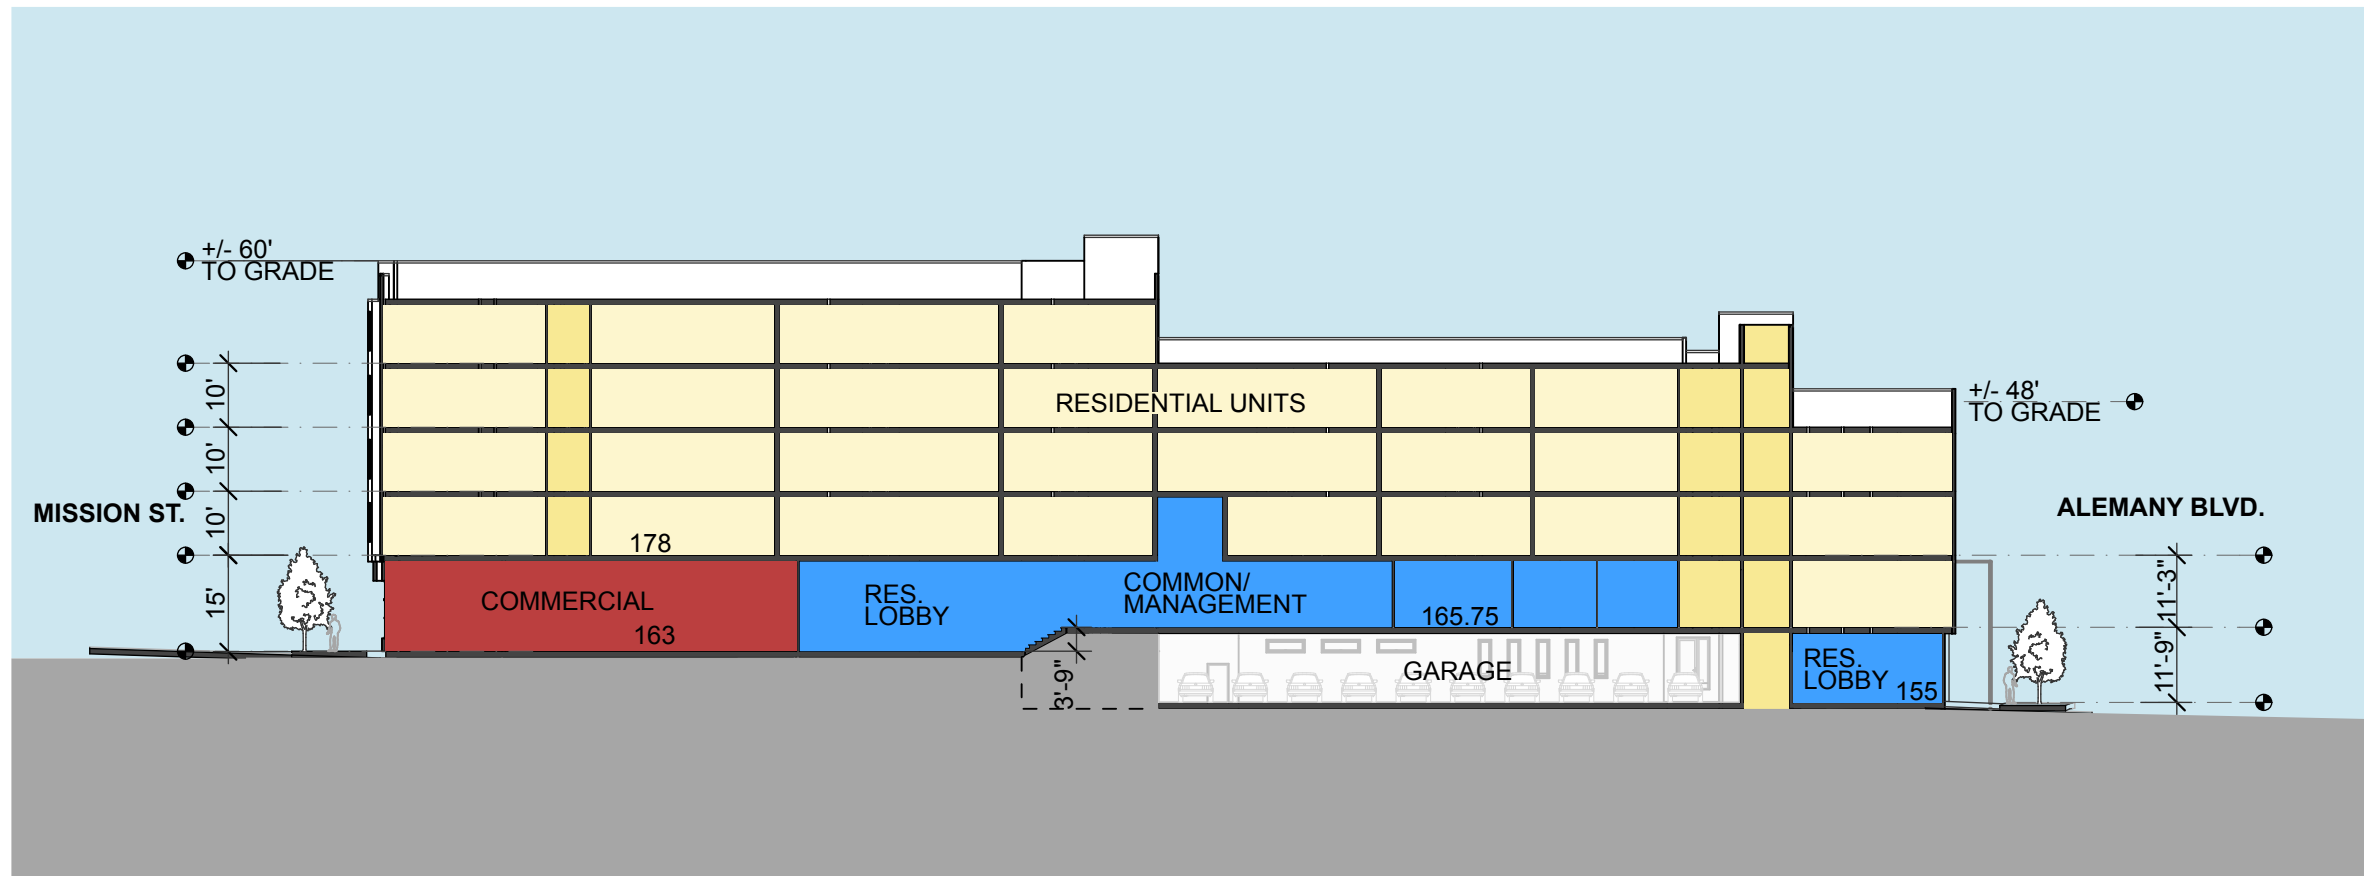 +/- 60'
TO GRADE
10'
10'
10'
15'
MISSION ST.
RESIDENTIAL UNITS
178
COMMERCIAL
163
RES.
LOBBY
COMMON/
MANAGEMENT
165.75
3'-9"
GARAGE
RES.
LOBBY
155
+/- 48'
TO GRADE
ALEMANY BLVD.
11'-3"
11'-9"